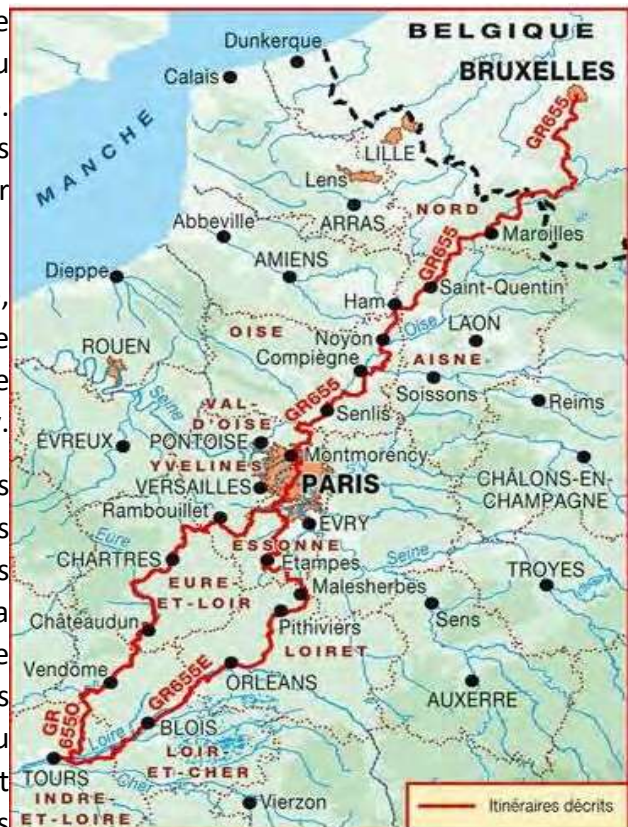 e
u
.
s
r
,
e
e
.
s
s
s
a
e
s
u
t
s
Dunkerque
BELGIQUE
Calais
BRUXELLES
MANCHE
GR655
LILLE
Lens
ARRAS
NORD
Abbeville
Maroilles
GR655
AMIENS
Dieppe
Saint-Quentin
Ham
OISE
Oise
LAON
Noyon
ROUEN
Compiègne
AISNE
Soissons
Seine
VAL-
D'OISE
GR655
Senlis
Reims
ÉVREUX
PONTOISE
Montmorency
YVELINES
VERSAILLES
PARIS
CHÂLONS-EN-
CHAMPAGNE
Rambouillet
ÉVRY
Eure
ESSONNE
Seine
CHARTRES
Étampes
TROYES
EURE-
ET-LOIR
Malesherbes
Châteaudun
Pithiviers
Sens
LOIRET
Vendôme
GR655E
ORLÉANS
AUXERRE
GR
655O
Loire
BLOIS
LOIR
ET-CHER
TOURS
Cher
INDRE
ET-LOIRE
Vierzon
Itinéraires décrits